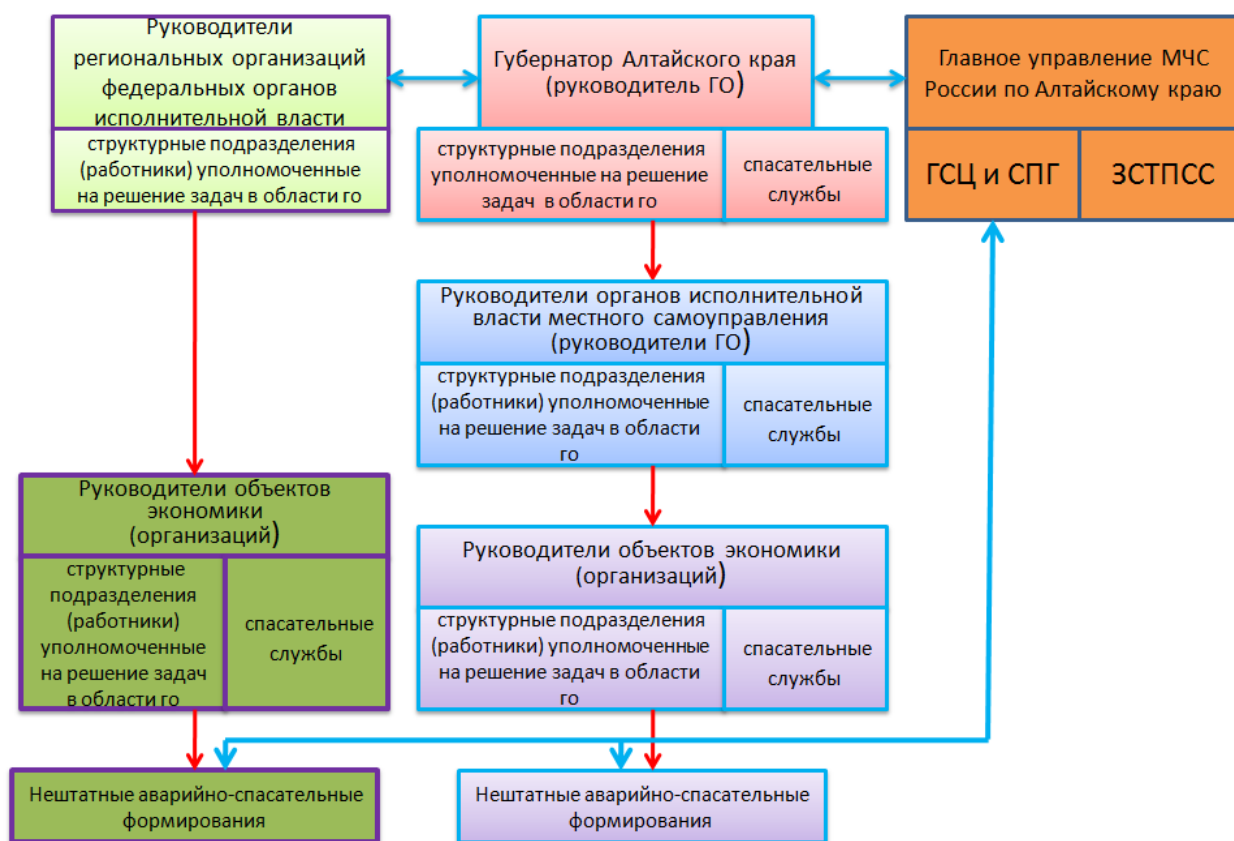 Руководители
региональных организаций
федеральных органов
исполнительной власти
структурные подразделения
(работники) уполномоченные
на решение задач в области го
Губернатор Алтайского края
(руководитель ГО)
структурные подразделения
уполномоченные на решение
задач в области го
спасательные
службы
Главное управление МЧС
России по Алтайскому краю
ГСЦ и СПГ
ЗСТПСС
Руководители органов исполнительной
власти местного самоуправления
(руководители ГО)
структурные подразделения
(работники) уполномоченные
на решение задач в области
го
спасательные
службы
Руководители объектов
экономики
(организаций)
структурные
подразделения
(работники)
уполномоченные
на решение задач
в области го
спасательные
службы
Руководители объектов экономики
(организаций)
структурные подразделения
(работники) уполномоченные
на решение задач в области
го
спасательные
службы
Нештатные аварийно-спасательные
формирования
Нештатные аварийно-спасательные
формирования